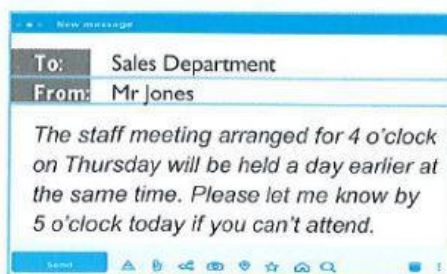 New message
To: Sales Department
From: Mr Jones
The staff meeting arranged for 4 o'clock
on Thursday will be held a day earlier at
the same time. Please let me know by
5 o'clock today if you can't attend.
Send